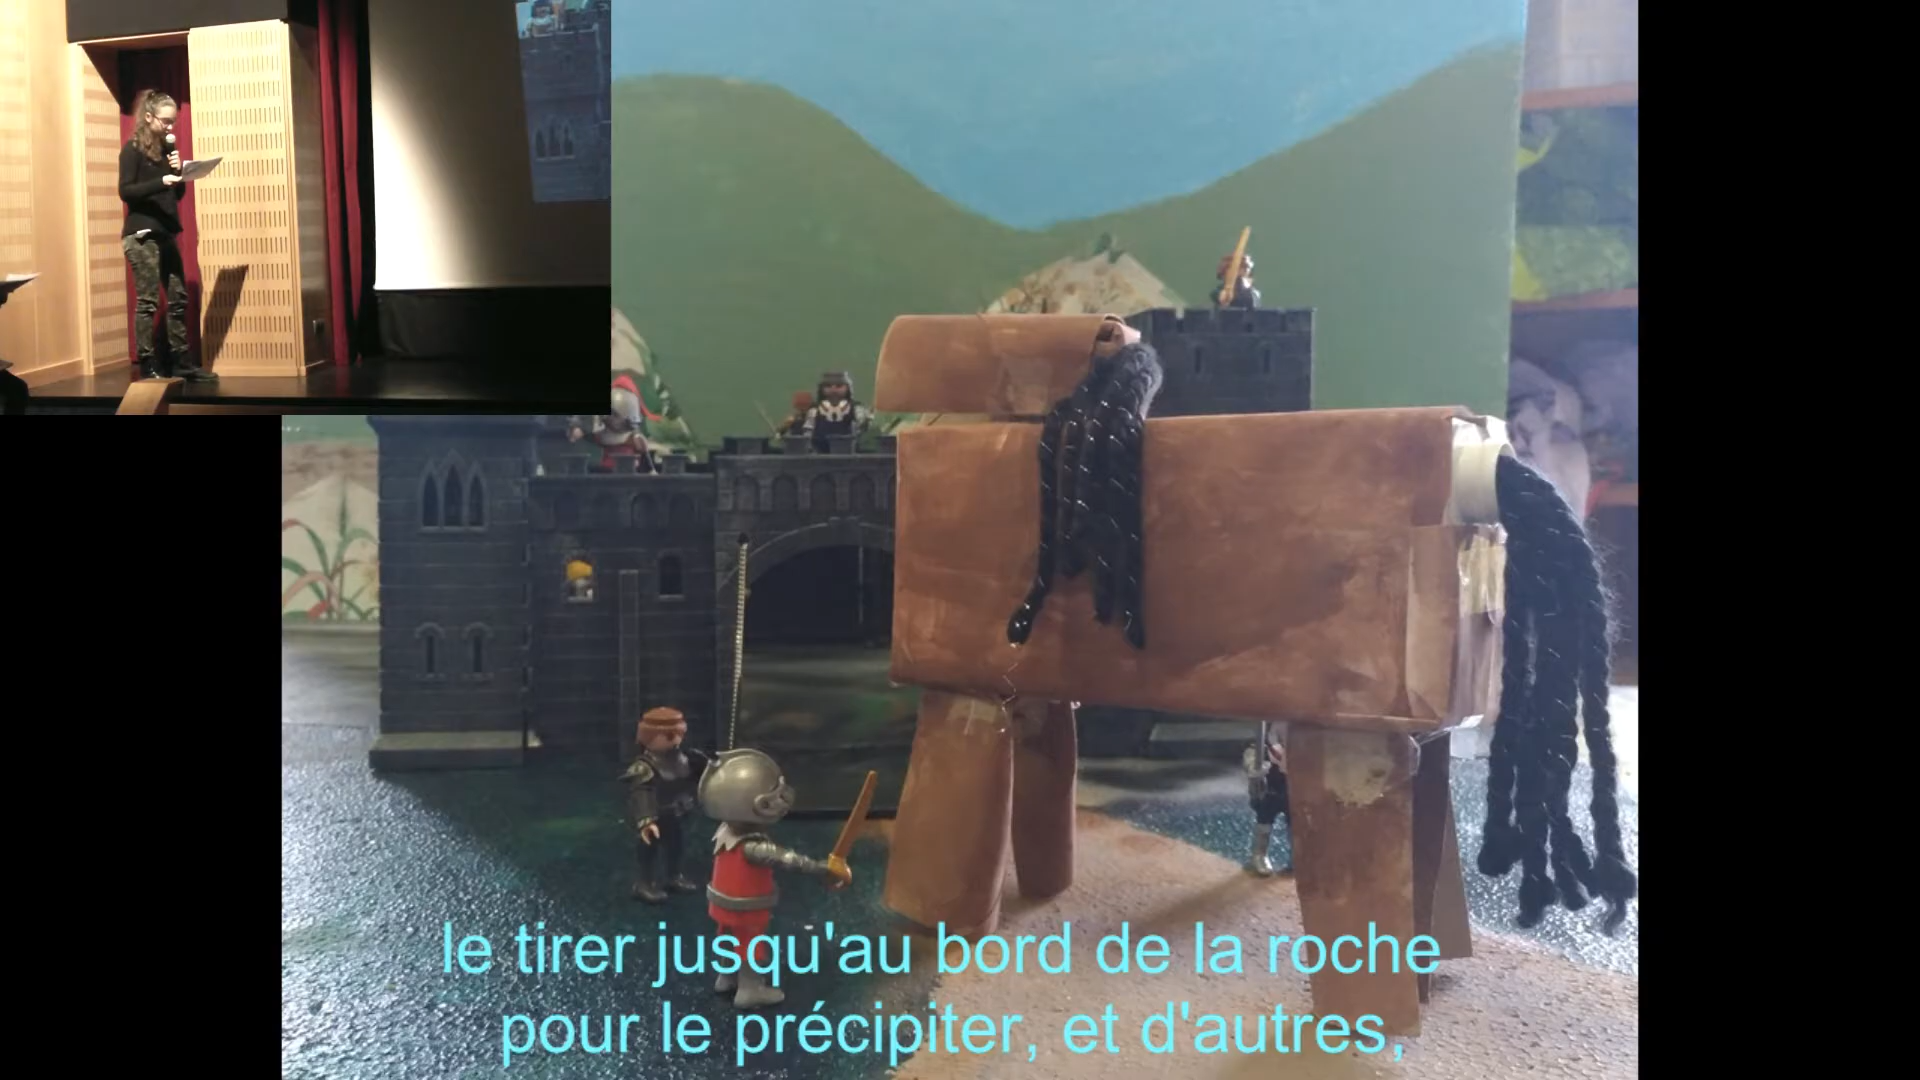 le tirer jusqu'au bord de la roche
pour le précipiter, et d'autres,